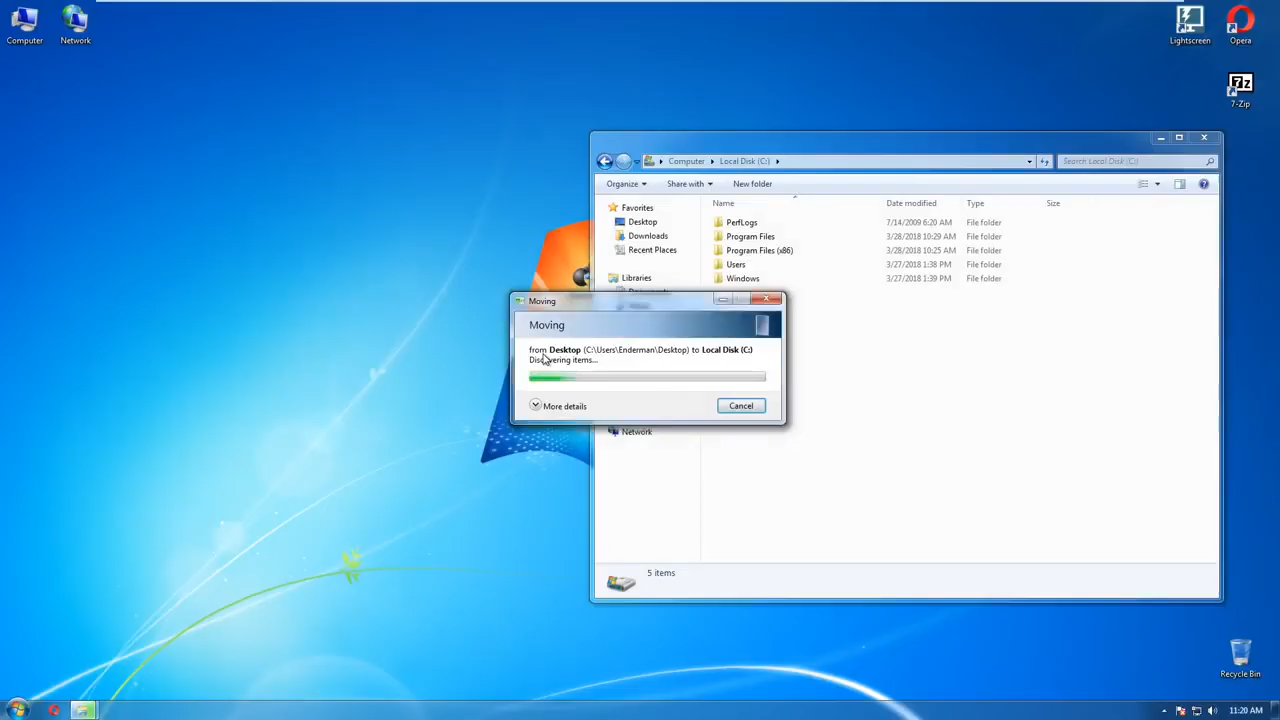 Computer
Network
Lightscreen
Opera
7-Zip
Computer
Local Disk (C:)
Search Local Disk (C:)
Organize
Share with
New folder
Name
Date modified
Type
Size
Favorites
Desktop
Downloads
Recent Places
Libraries
PerfLogs
7/14/2009 6:20 AM
File folder
Program Files
3/28/2018 10:29 AM
File folder
Program Files (x86)
3/28/2018 10:25 AM
File folder
Users
3/27/2018 1:38 PM
File folder
Windows
3/27/2018 1:39 PM
File folder
Moving
Moving
from Desktop (C:\Users\Enderman\Desktop) to Local Disk (C:)
Discovering items...
More details
Cancel
Network
5 items
Recycle Bin
11:20 AM